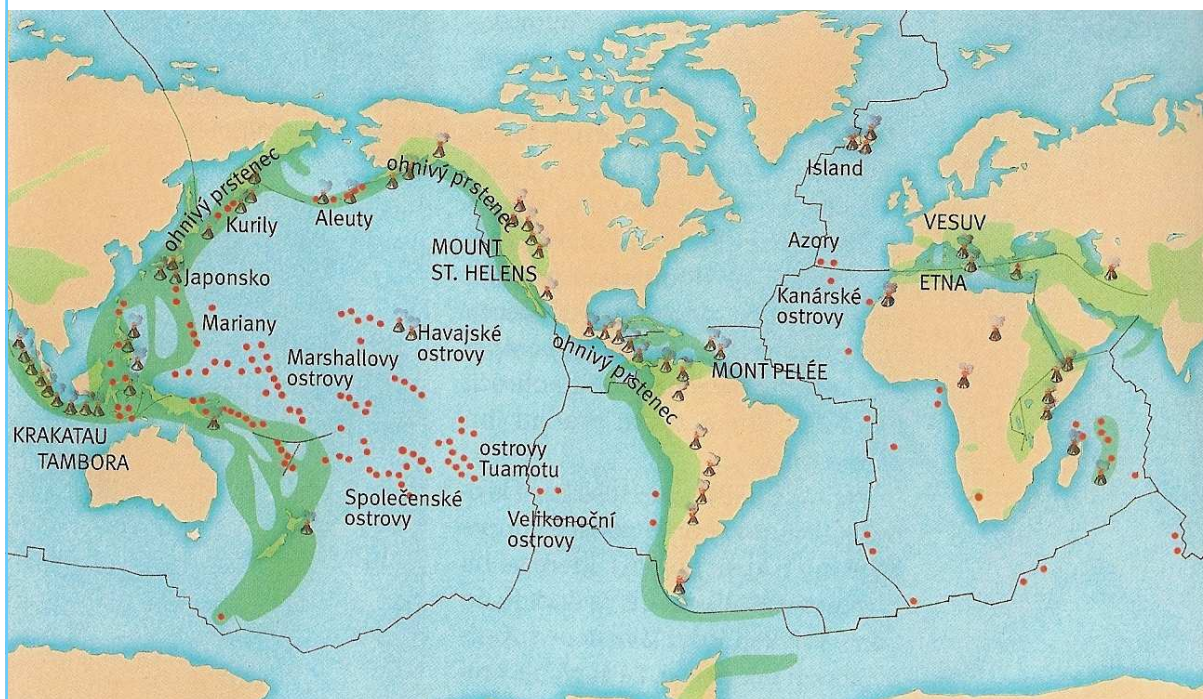 ohnivý prstenec
Kurily
Aleuty
ohnivý prstenec
MOUNT
ST. HELENS
Japonsko
Mariany
Marshallovy
ostrovy
Havajské
ostrovy
ohnivý prstenec
MONT PELÉE
Island
Azory
VESUV
ETNA
Kanárské
ostrovy
KRAKATAU
TAMBORA
Společenské
ostrovy
ostrovy
Tuamotu
Velikonoční
ostrovy